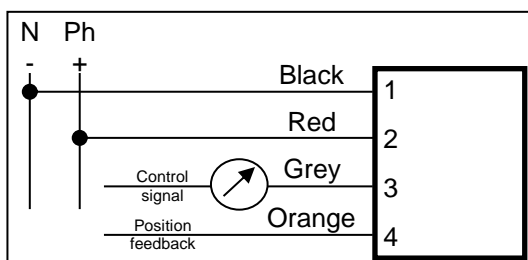 N Ph
- +
Black
1
Red
2
Control
signal
Grey
3
Position
feedback
Orange
4